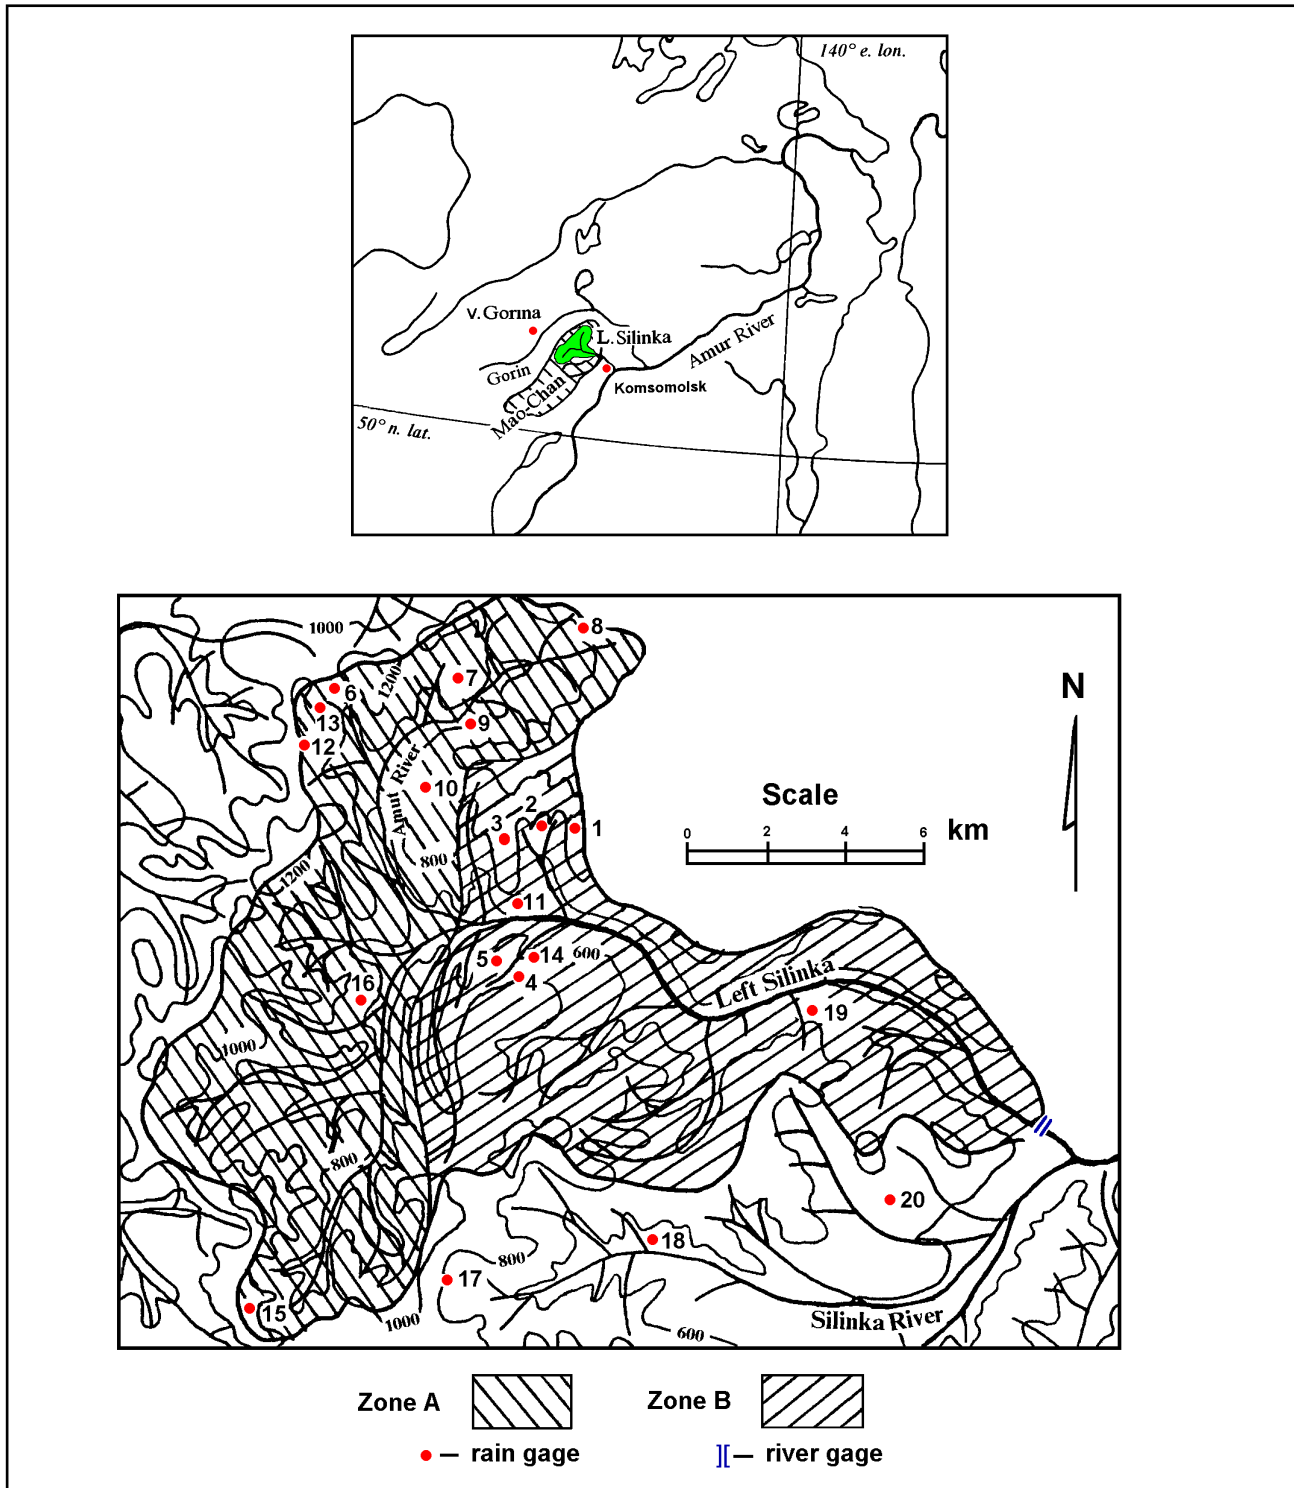 140° e. lon.
V. Gorina
L. Silinka
Amur River
Gorin
Komsomolsk
Mao-Chan
50° n. lat.
1000
8
7
6
1200
13
9
12
Amut River
10
N
Scale
0 2 4 6
km
2
3
1
800
1200
11
5
14
600
4
16
Left Silinka
19
1000
800
20
18
800
17
15
1000
Silinka River
600
Zone A
Zone B
— rain gage
][— river gage